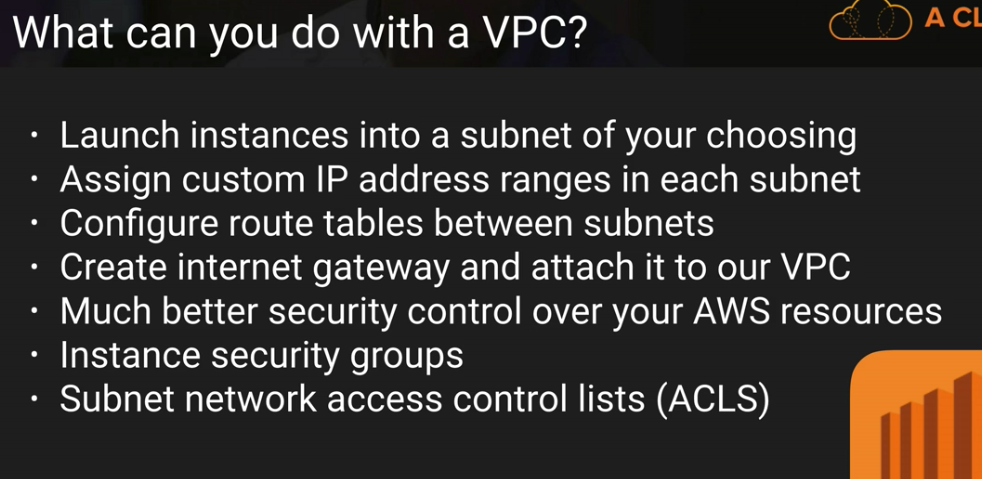 What can you do with a VPC?
A CL
· Launch instances into a subnet of your choosing
· Assign custom IP address ranges in each subnet
· Configure route tables between subnets
· Create internet gateway and attach it to our VPC
· Much better security control over your AWS resources
· Instance security groups
· Subnet network access control lists (ACLS)